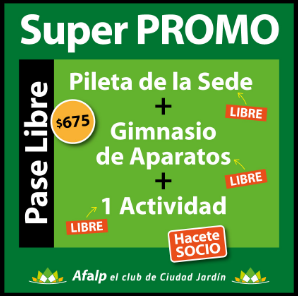 Super PROMO
Pase Libre
$675
Pileta de la Sede
LIBRE
+
Gimnasio
de Aparatos
LIBRE
+
1 Actividad
LIBRE
Hacete
SOCIO
Afalp el club de Ciudad Jardín